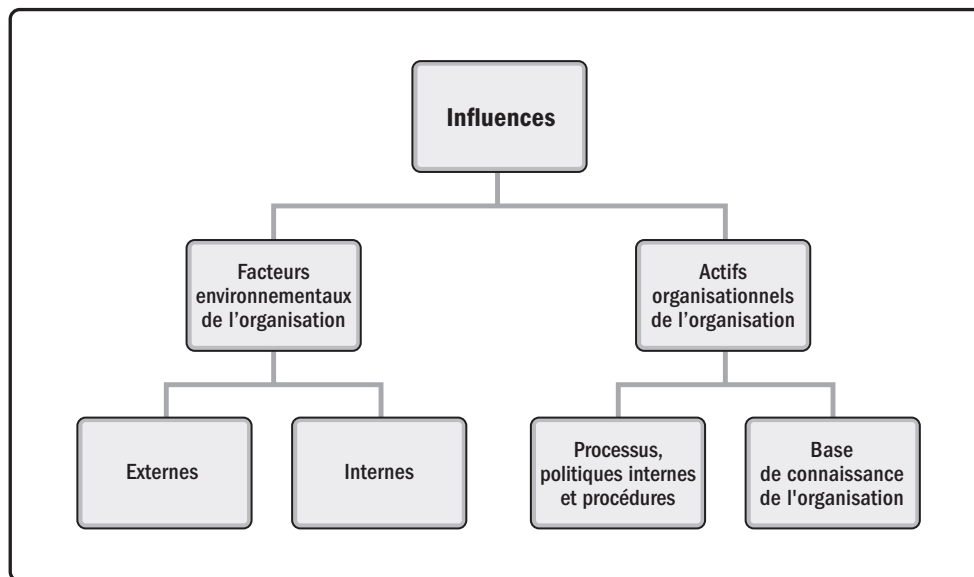 Influences
Facteurs
environnementaux
de l’organisation
Actifs
organisationnels
de l’organisation
Externes
Internes
Processus,
politiques internes
et procédures
Base
de connaissance
de l'organisation